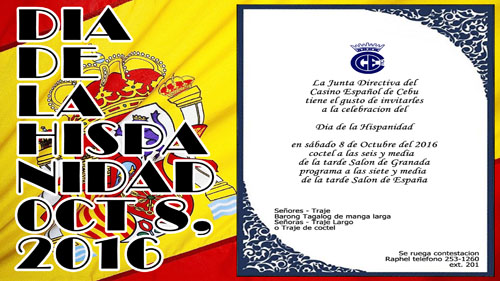 DIA
DE
LA
HISPA
NIDAD
OCT 8,
2016
CEC
La Junta Directiva del
Casino Español de Cebu
tiene el gusto de invitarles
a la celebracion del
Dia de la Hispanidad
en sábado 8 de Octubre del 2016
coctel a las seis y media
de la tarde Salon de Granada
programa a las siete y media
de la tarde Salon de España
Señores - Traje
Barong Tagalog de manga larga
Señoras - Traje Largo
o Traje de coctel
Se ruega contestacion
Raphel telefono 253-1260
ext. 201